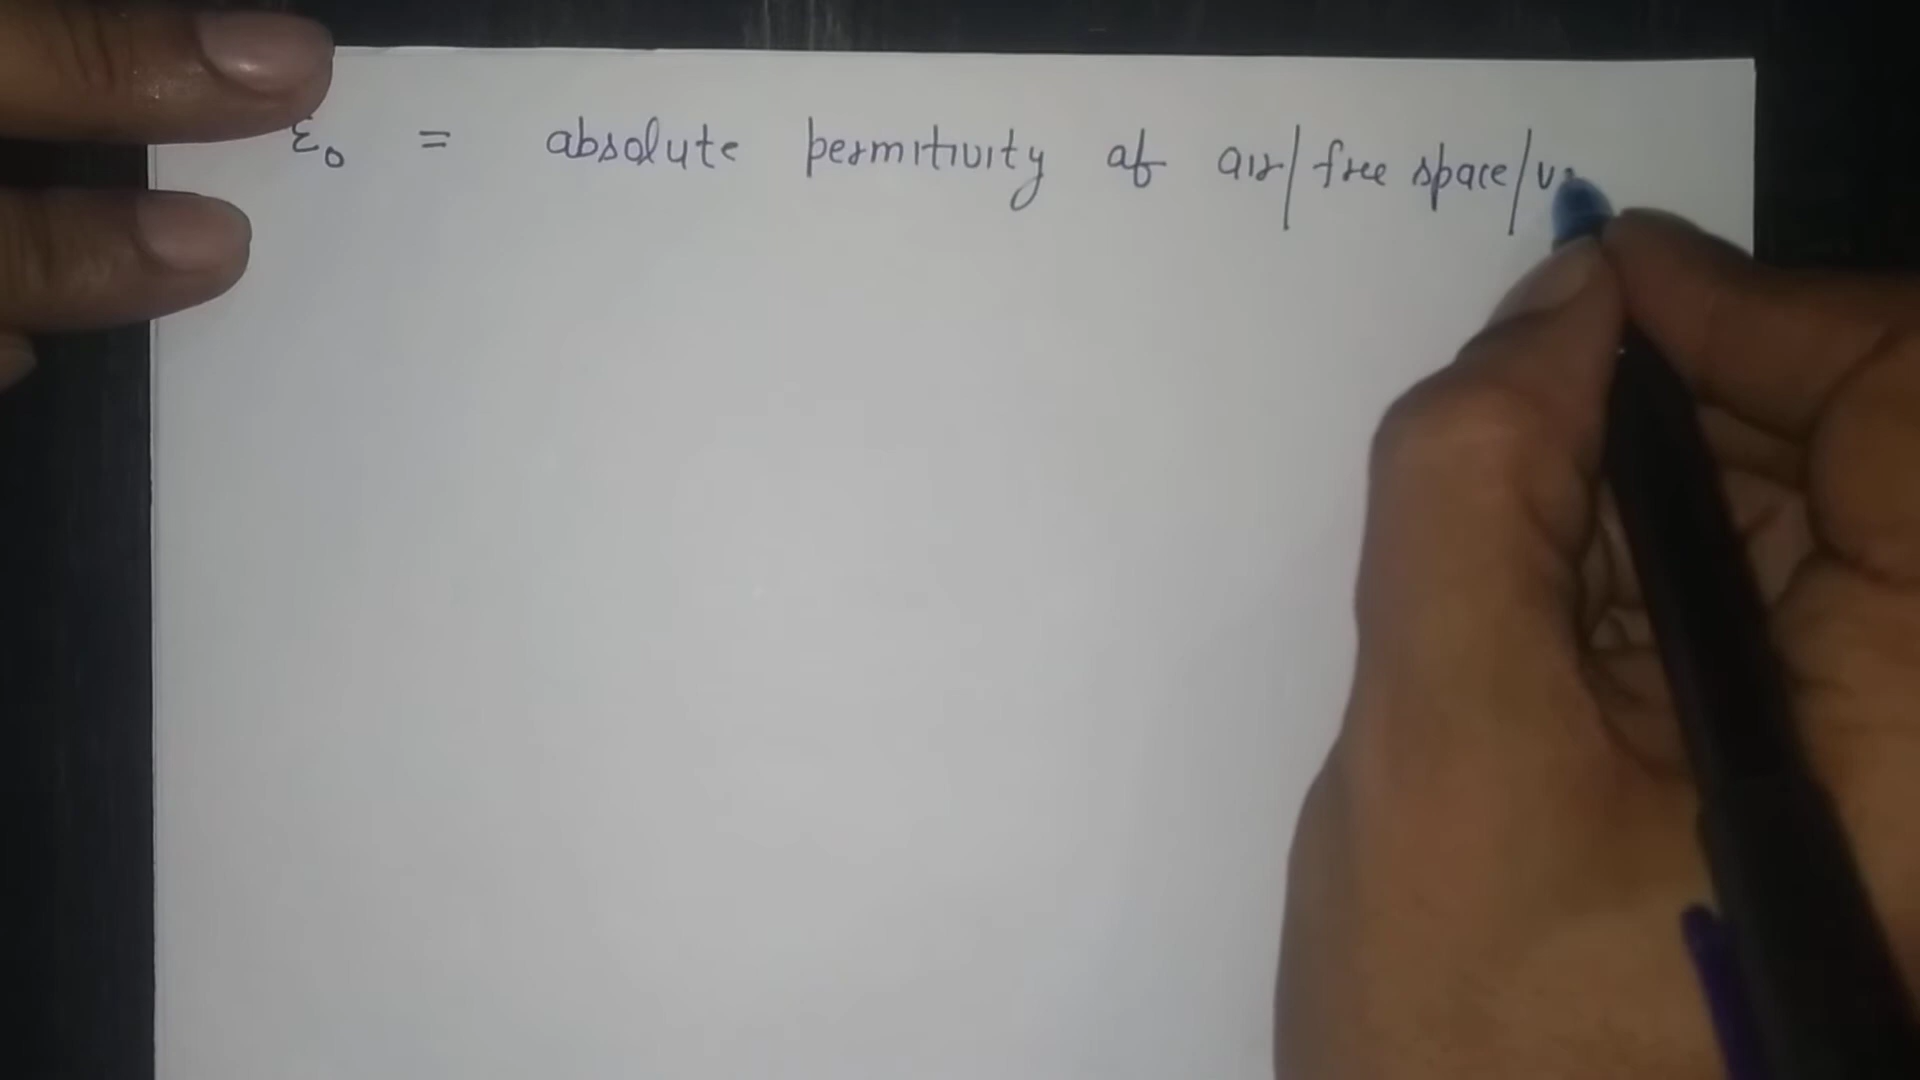 ε₀ = absolute permitivity of air/free space/v